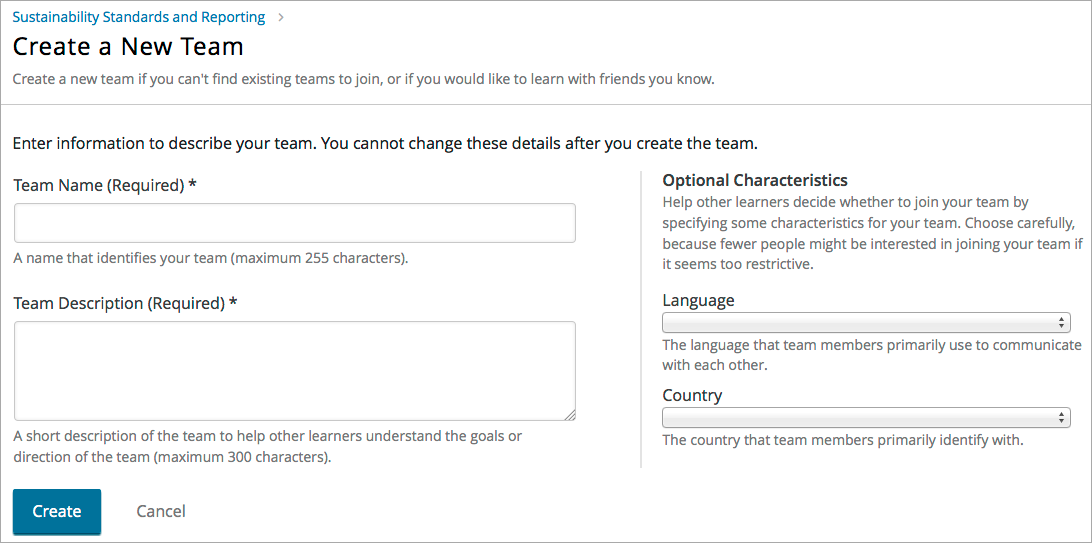 Sustainability Standards and Reporting >
Create a New Team
Create a new team if you can't find existing teams to join, or if you would like to learn with friends you know.
Enter information to describe your team. You cannot change these details after you create the team.
Team Name (Required) *
A name that identifies your team (maximum 255 characters).
Team Description (Required) *
A short description of the team to help other learners understand the goals or
direction of the team (maximum 300 characters).
Optional Characteristics
Help other learners decide whether to join your team by
specifying some characteristics for your team. Choose carefully,
because fewer people might be interested in joining your team if
it seems too restrictive.
Language
The language that team members primarily use to communicate
with each other.
Country
The country that team members primarily identify with.
Create
Cancel